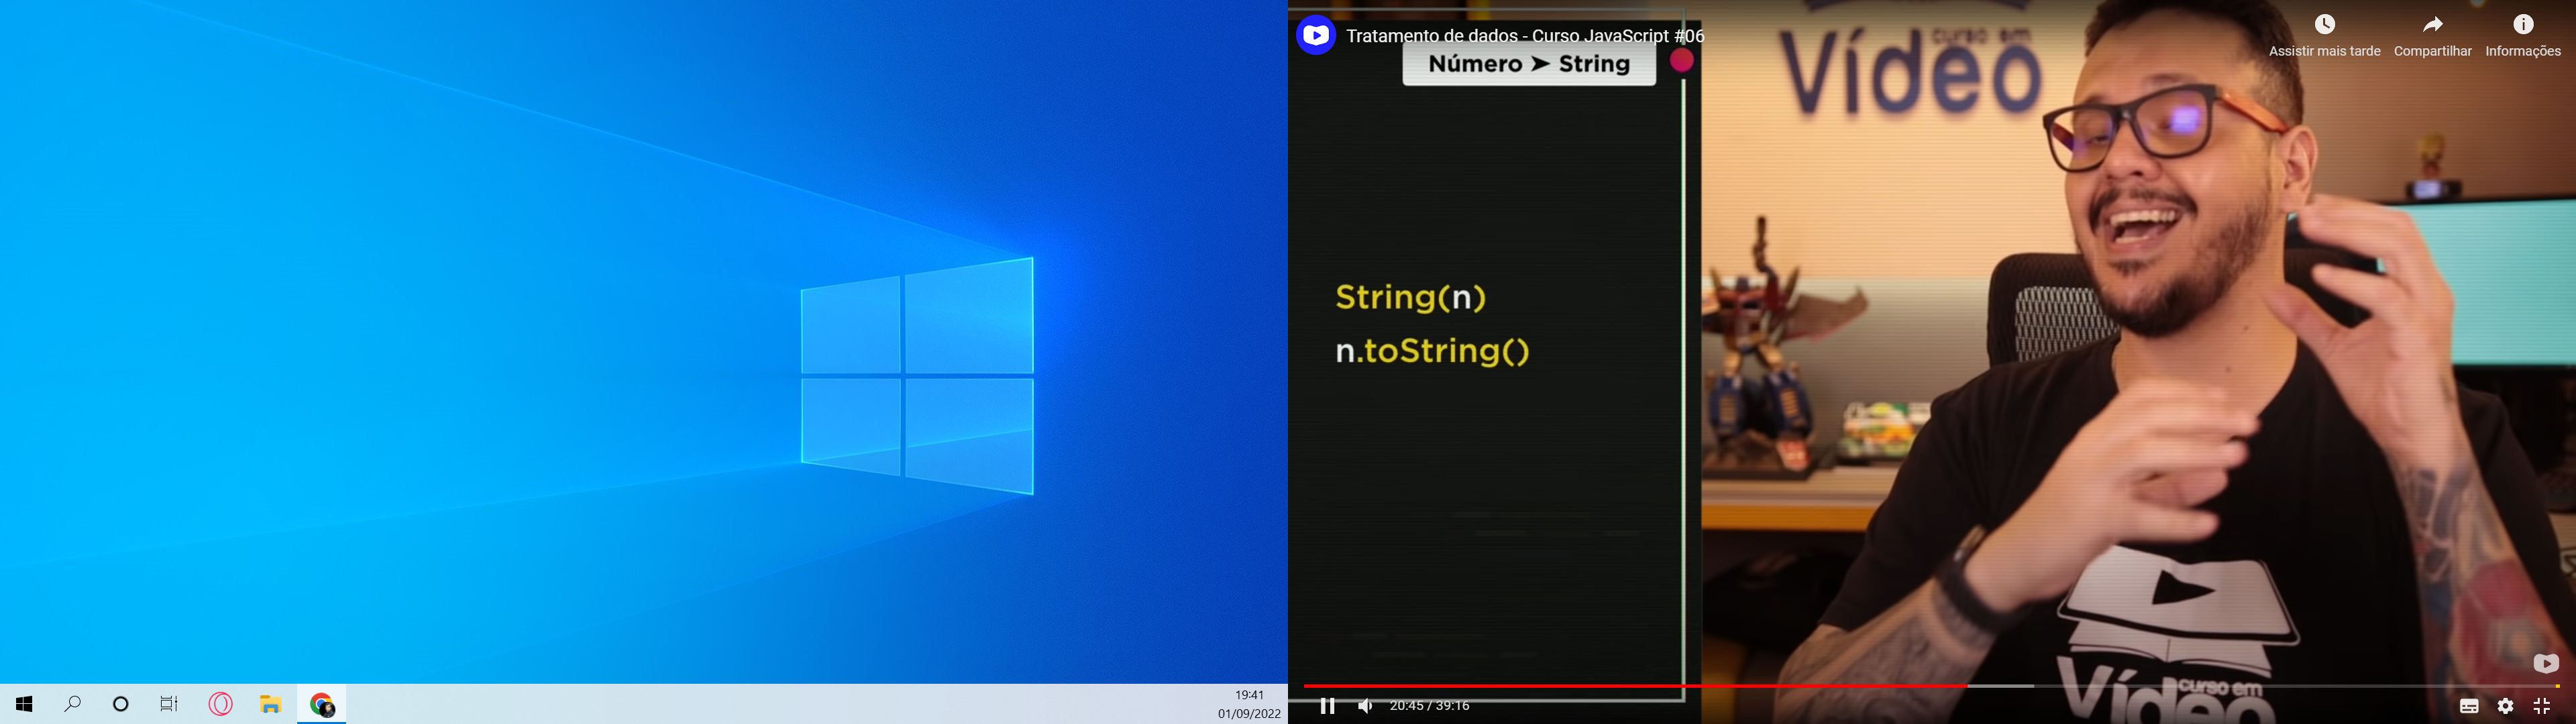 19:41
01/09/2022
Tratamento de dados - Curso JavaScript #06
Assistir mais tarde
Compartilhar
Informações
Número ➤ String
curso em
Vídeo
String(n)
n.toString()
curso em
Vídeo
20:45 / 39:16